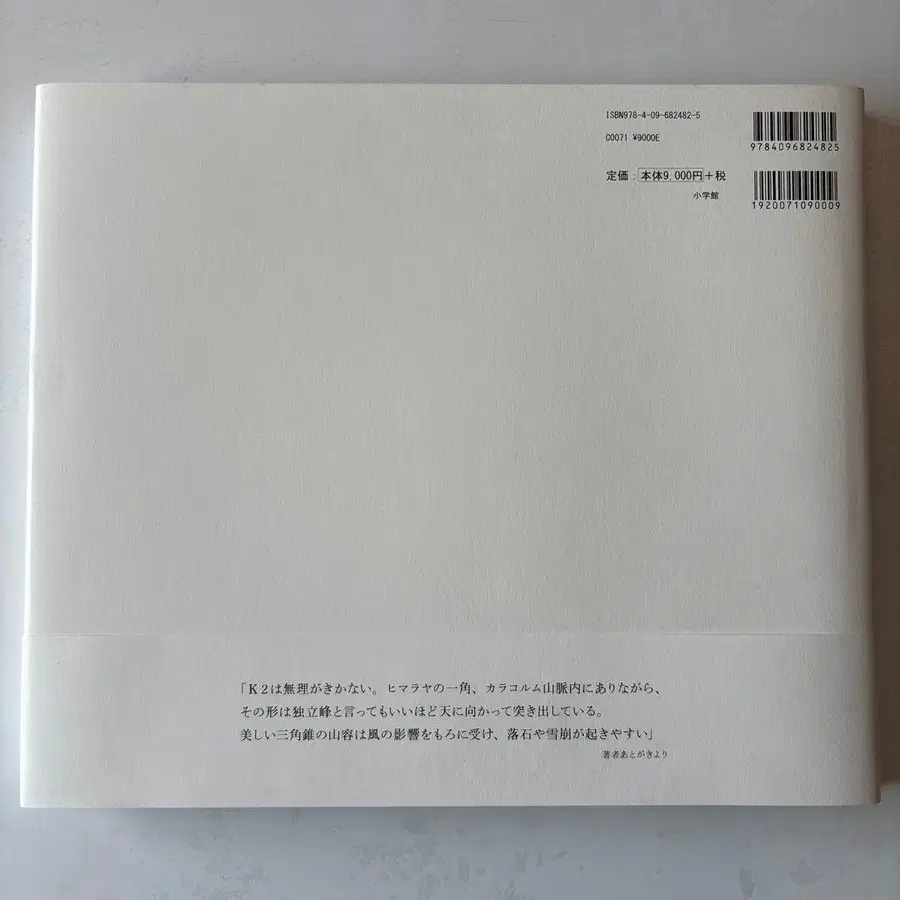 ISBN978-4-09-682482-5
C0071 ¥9000E
定価：本体9,000円＋税
小学館
9784096824825
1920071090009
「K2は無理がきかない。ヒマラヤの一角、カラコルム山脈内にありながら、
その形は独立峰と言ってもいいほど天に向かって突き出している。
美しい三角錐の山容は風の影響をもろに受け、落石や雪崩が起きやすい」
著者あとがきより